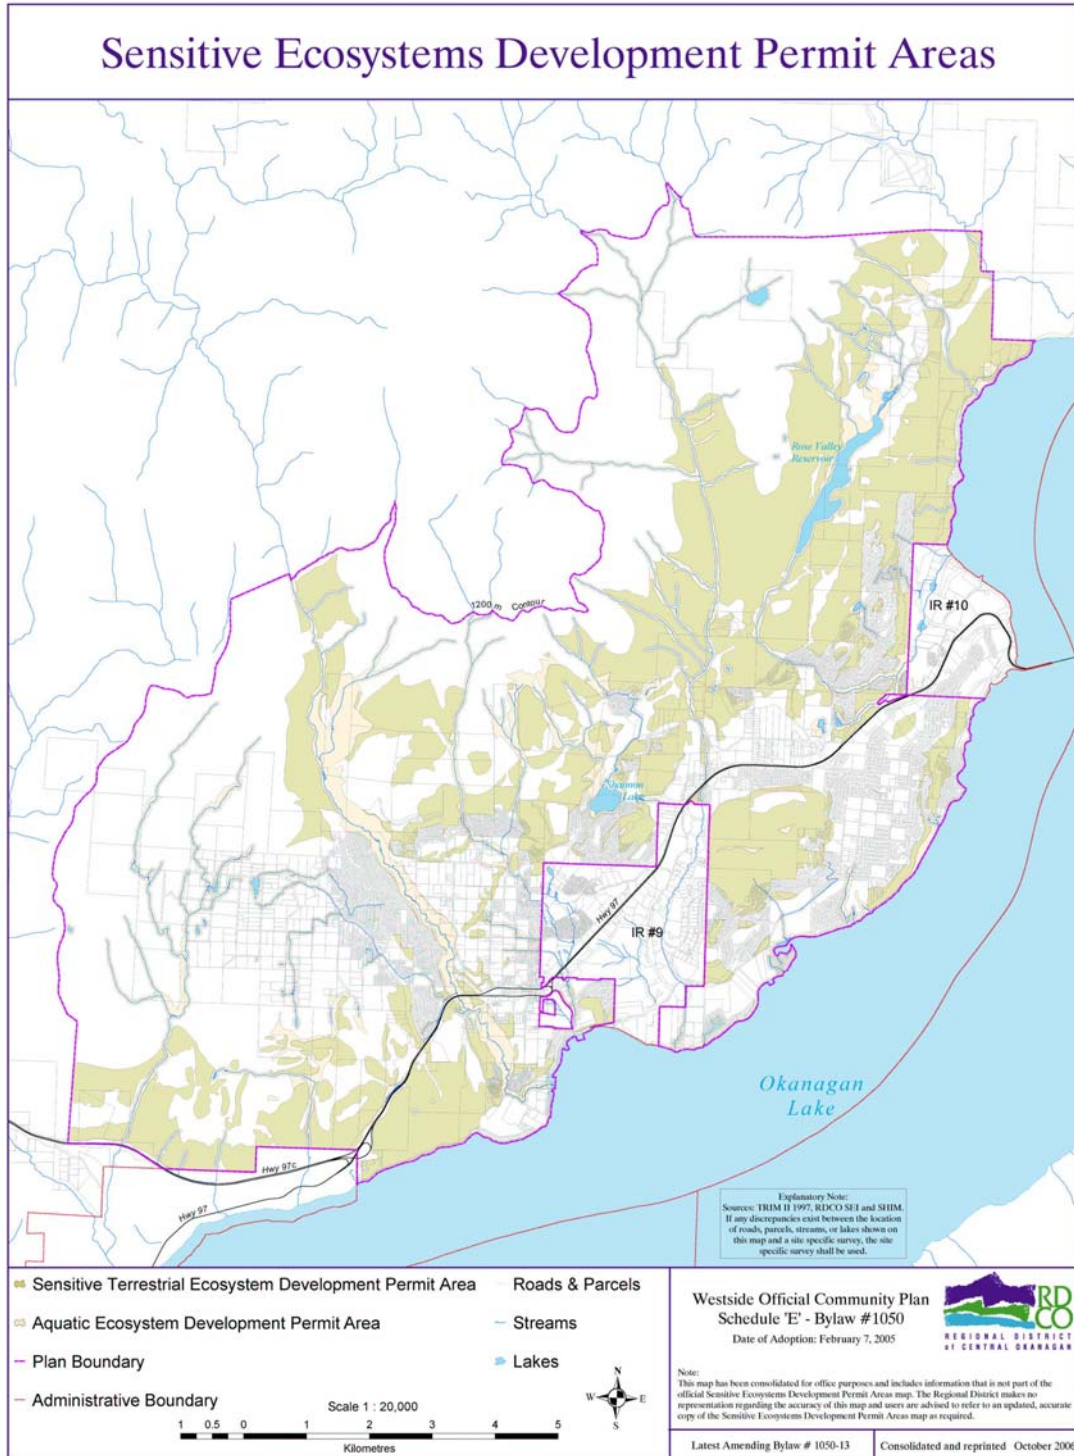 Sensitive Ecosystems Development Permit Areas
Rose Valley
Reservoir
IR #10
1200 m Contour
Shannon
Lake
Hwy 97
IR #9
Okanagan
Lake
Hwy 97c
Hwy 97
Explanatory Note:
Sources: TRIM II 1997, RDCO SEI and SHIM.
If any discrepancies exist between the location
of roads, parcels, streams, or lakes shown on
this map and a site specific survey, the site
specific survey shall be used.
Sensitive Terrestrial Ecosystem Development Permit Area
Aquatic Ecosystem Development Permit Area
Plan Boundary
Administrative Boundary
Roads & Parcels
Streams
Lakes
Scale 1 : 20,000
1 0.5 0 1 2 3 4 5
Kilometres
N
W E
S
Westside Official Community Plan
Schedule 'E' - Bylaw #1050
Date of Adoption: February 7, 2005
RD
CO
REGIONAL DISTRICT
of CENTRAL OKANAGAN
Note:
This map has been consolidated for office purposes and includes information that is not part of the
official Sensitive Ecosystems Development Permit Areas map. The Regional District makes no
representation regarding the accuracy of this map and users are advised to refer to an updated, accurate
copy of the Sensitive Ecosystems Development Permit Areas map as required.
Latest Amending Bylaw # 1050-13
Consolidated and reprinted October 2006